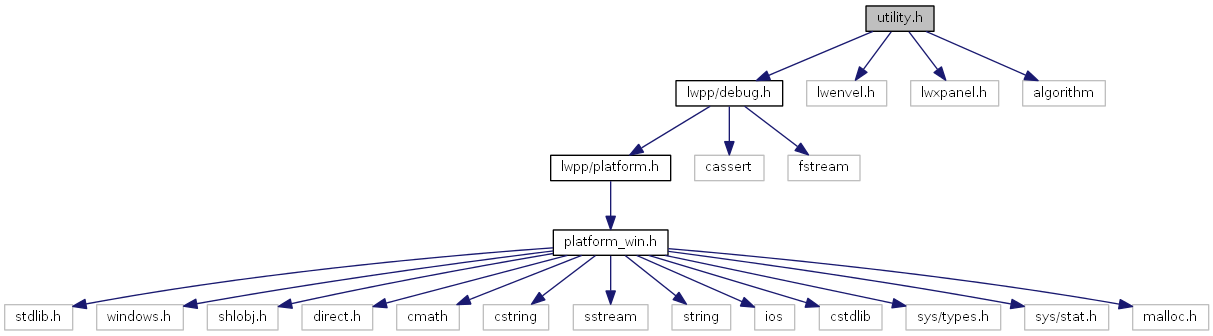 utility.h
lwpp/debug.h
lwenvel.h
lwxpanel.h
algorithm
lwpp/platform.h
cassert
fstream
platform_win.h
stdlib.h
windows.h
shlobj.h
direct.h
cmath
cstring
sstream
string
ios
cstdlib
sys/types.h
sys/stat.h
malloc.h